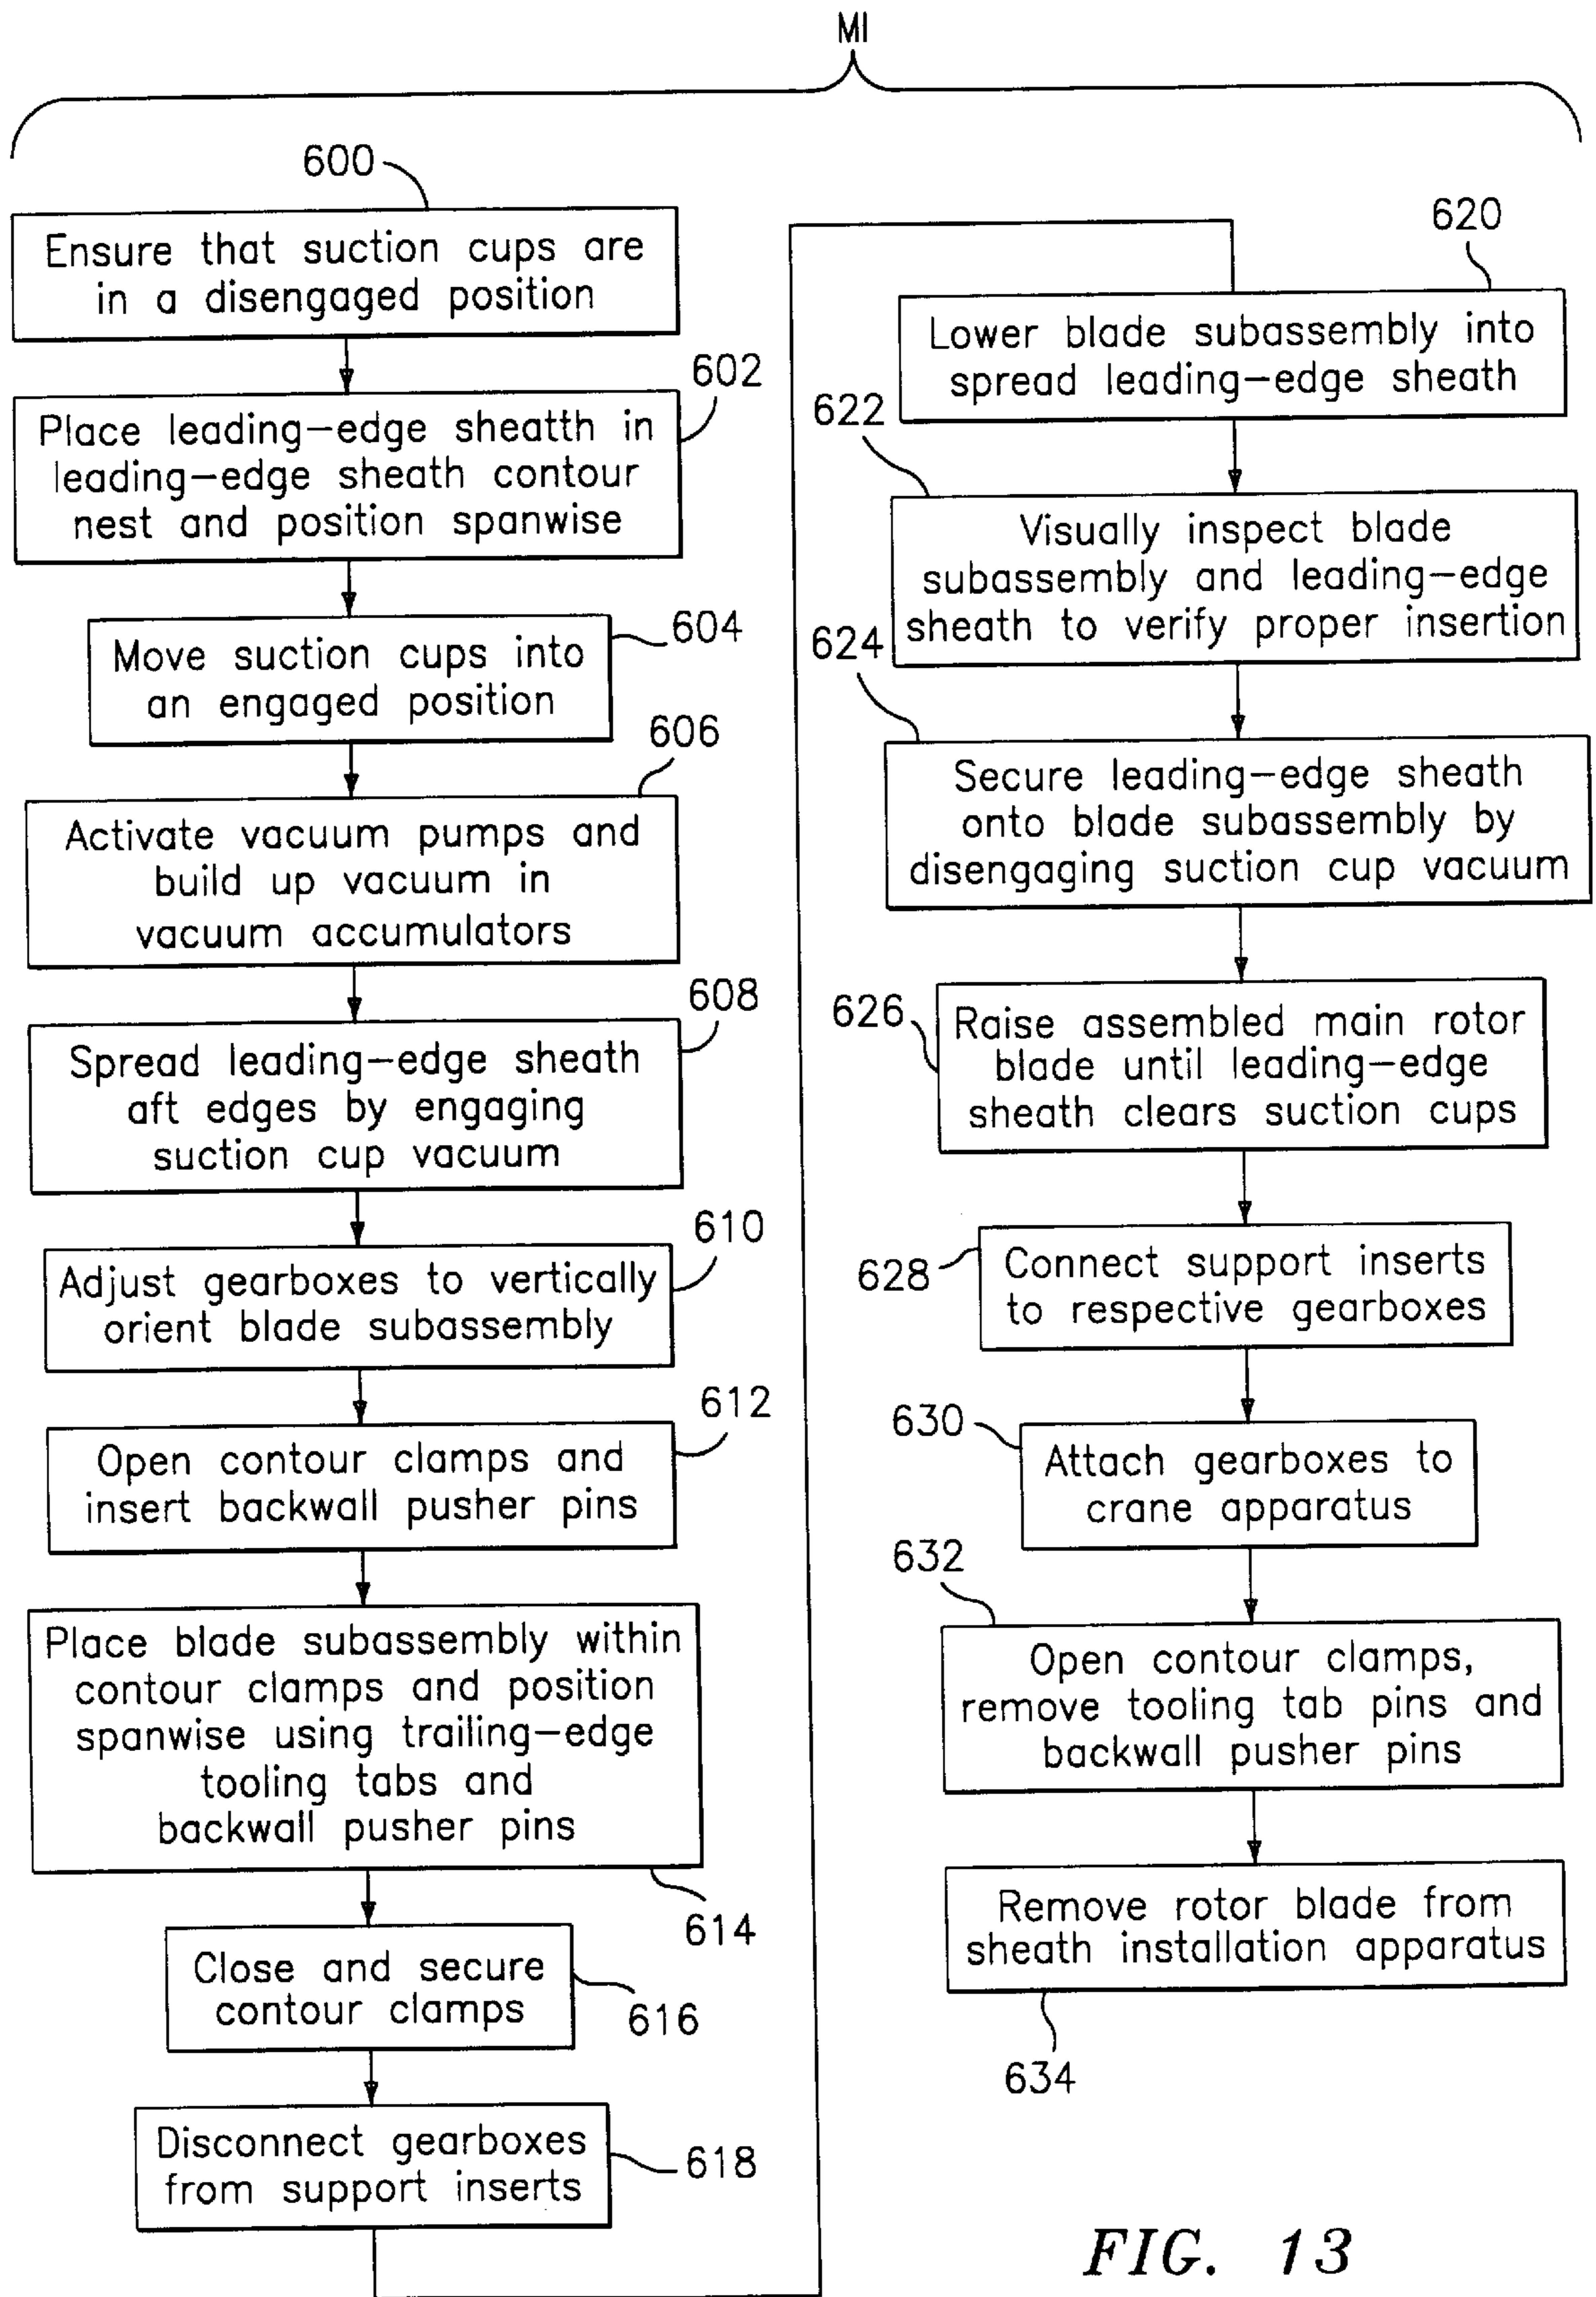 MI
600
Ensure that suction cups are
in a disengaged position
602
Place leading-edge sheatth in
leading-edge sheath contour
nest and position spanwise
604
Move suction cups into
an engaged position
606
Activate vacuum pumps and
build up vacuum in
vacuum accumulators
608
Spread leading-edge sheath
aft edges by engaging
suction cup vacuum
610
Adjust gearboxes to vertically
orient blade subassembly
612
Open contour clamps and
insert backwall pusher pins
Place blade subassembly within
contour clamps and position
spanwise using trailing-edge
tooling tabs and
backwall pusher pins
614
Close and secure
contour clamps
616
Disconnect gearboxes
from support inserts
618
620
Lower blade subassembly into
spread leading-edge sheath
622
Visually inspect blade
subassembly and leading-edge
sheath to verify proper insertion
624
Secure leading-edge sheath
onto blade subassembly by
disengaging suction cup vacuum
626
Raise assembled main rotor
blade until leading-edge
sheath clears suction cups
628
Connect support inserts
to respective gearboxes
630
Attach gearboxes to
crane apparatus
632
Open contour clamps,
remove tooling tab pins and
backwall pusher pins
Remove rotor blade from
sheath installation apparatus
634
FIG. 13